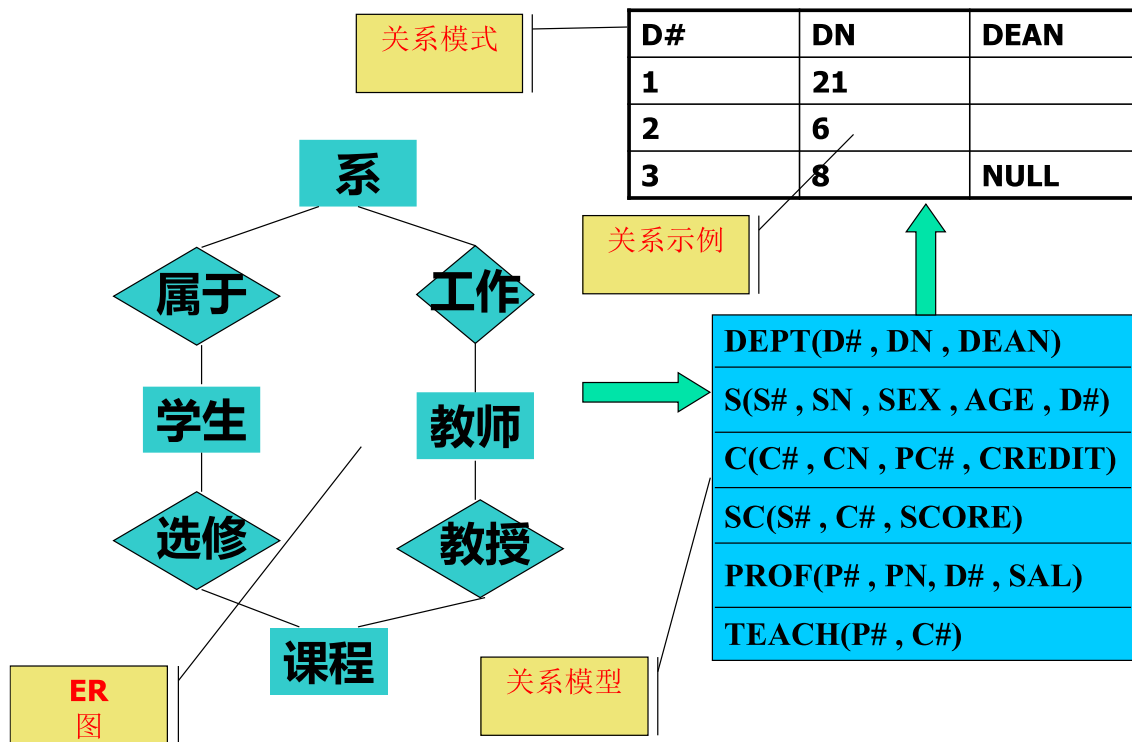 关系模式
D# DN DEAN
1 21
2 6
3 8 NULL
关系示例
系
属于 工作
学生 教师
选修 教授
课程
ER
图
关系模型
DEPT(D# , DN , DEAN)
S(S# , SN , SEX , AGE , D#)
C(C# , CN , PC# , CREDIT)
SC(S# , C# , SCORE)
PROF(P# , PN, D# , SAL)
TEACH(P# , C#)